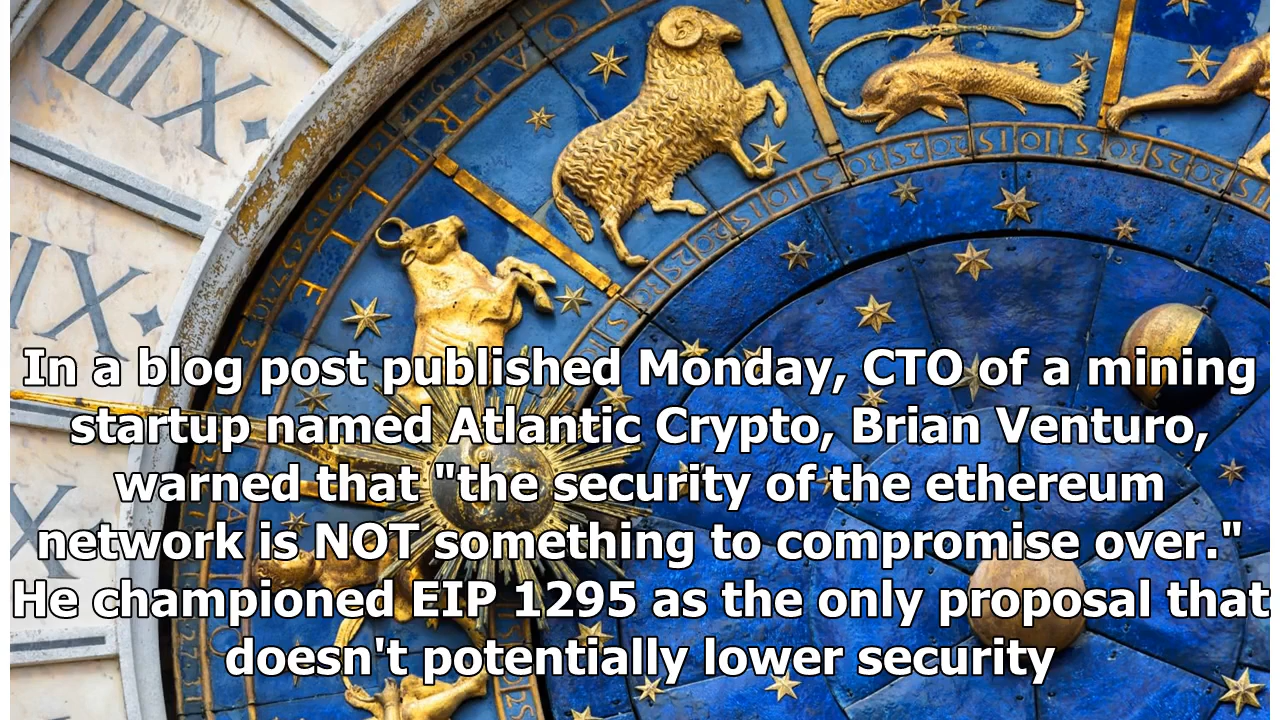 In a blog post published Monday, CTO of a mining
startup named Atlantic Crypto, Brian Venturo,
warned that "the security of the ethereum
network is NOT something to compromise over."
He championed EIP 1295 as the only proposal that
doesn't potentially lower security